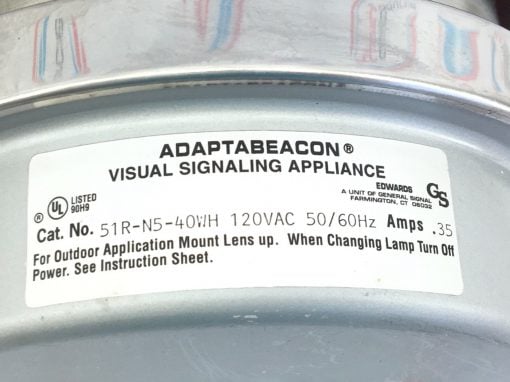 ADAPTABEACON®
VISUAL SIGNALING APPLIANCE
EDWARDS
A UNIT OF GENERAL SIGNAL
FARMINGTON, CT 06032
GS
® UL LISTED
90H9
Cat. No. 51R-N5-40WH 120VAC 50/60Hz Amps .35
For Outdoor Application Mount Lens up. When Changing Lamp Turn Off
Power. See Instruction Sheet.